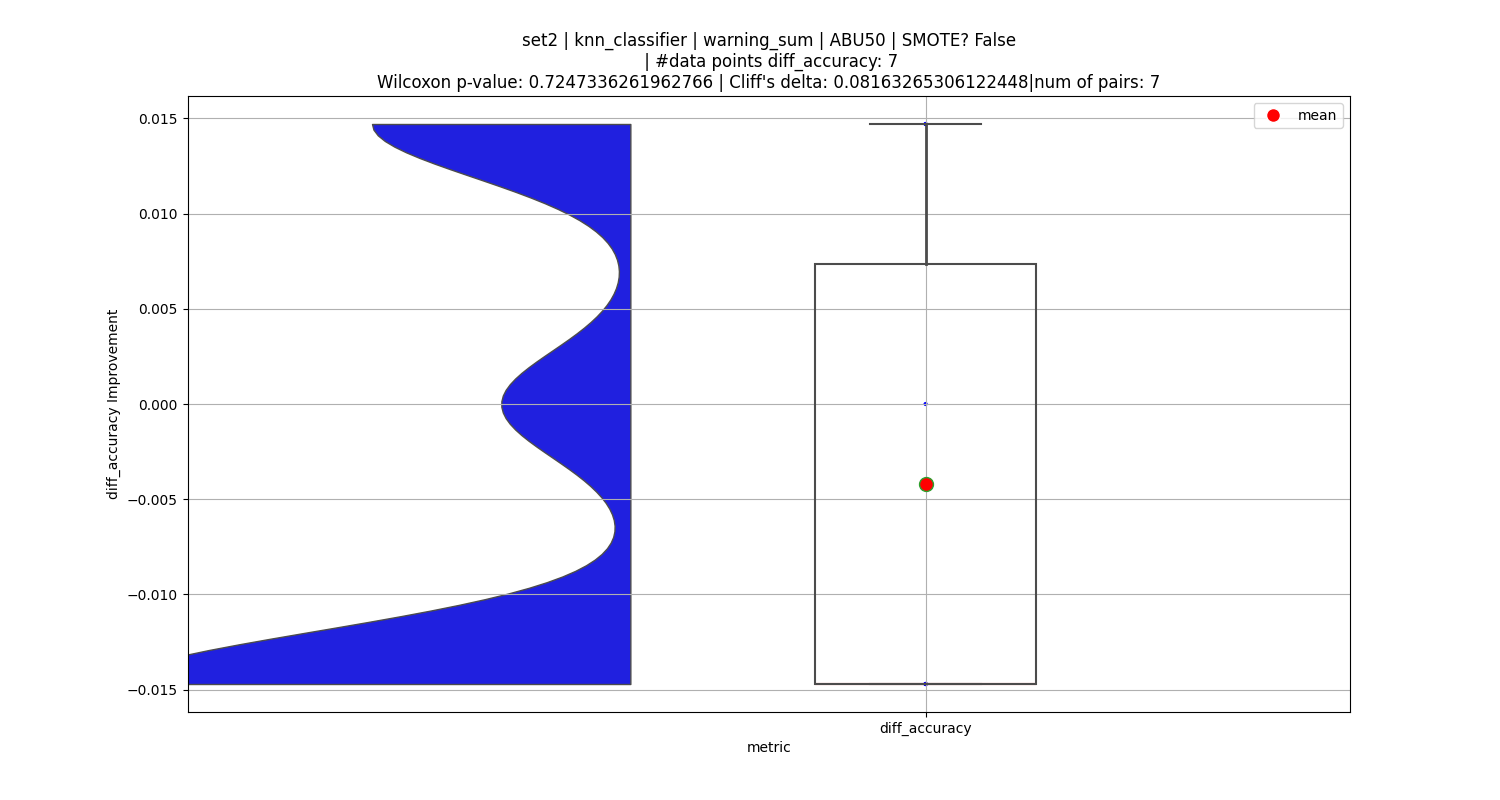 set2 | knn_classifier | warning_sum | ABU50 | SMOTE? False
| #data points diff_accuracy: 7
Wilcoxon p-value: 0.7247336261962766 | Cliff's delta: 0.08163265306122448|num of pairs: 7
mean
0.015
0.010
0.005
0.000
−0.005
−0.010
−0.015
diff_accuracy Improvement
diff_accuracy
metric